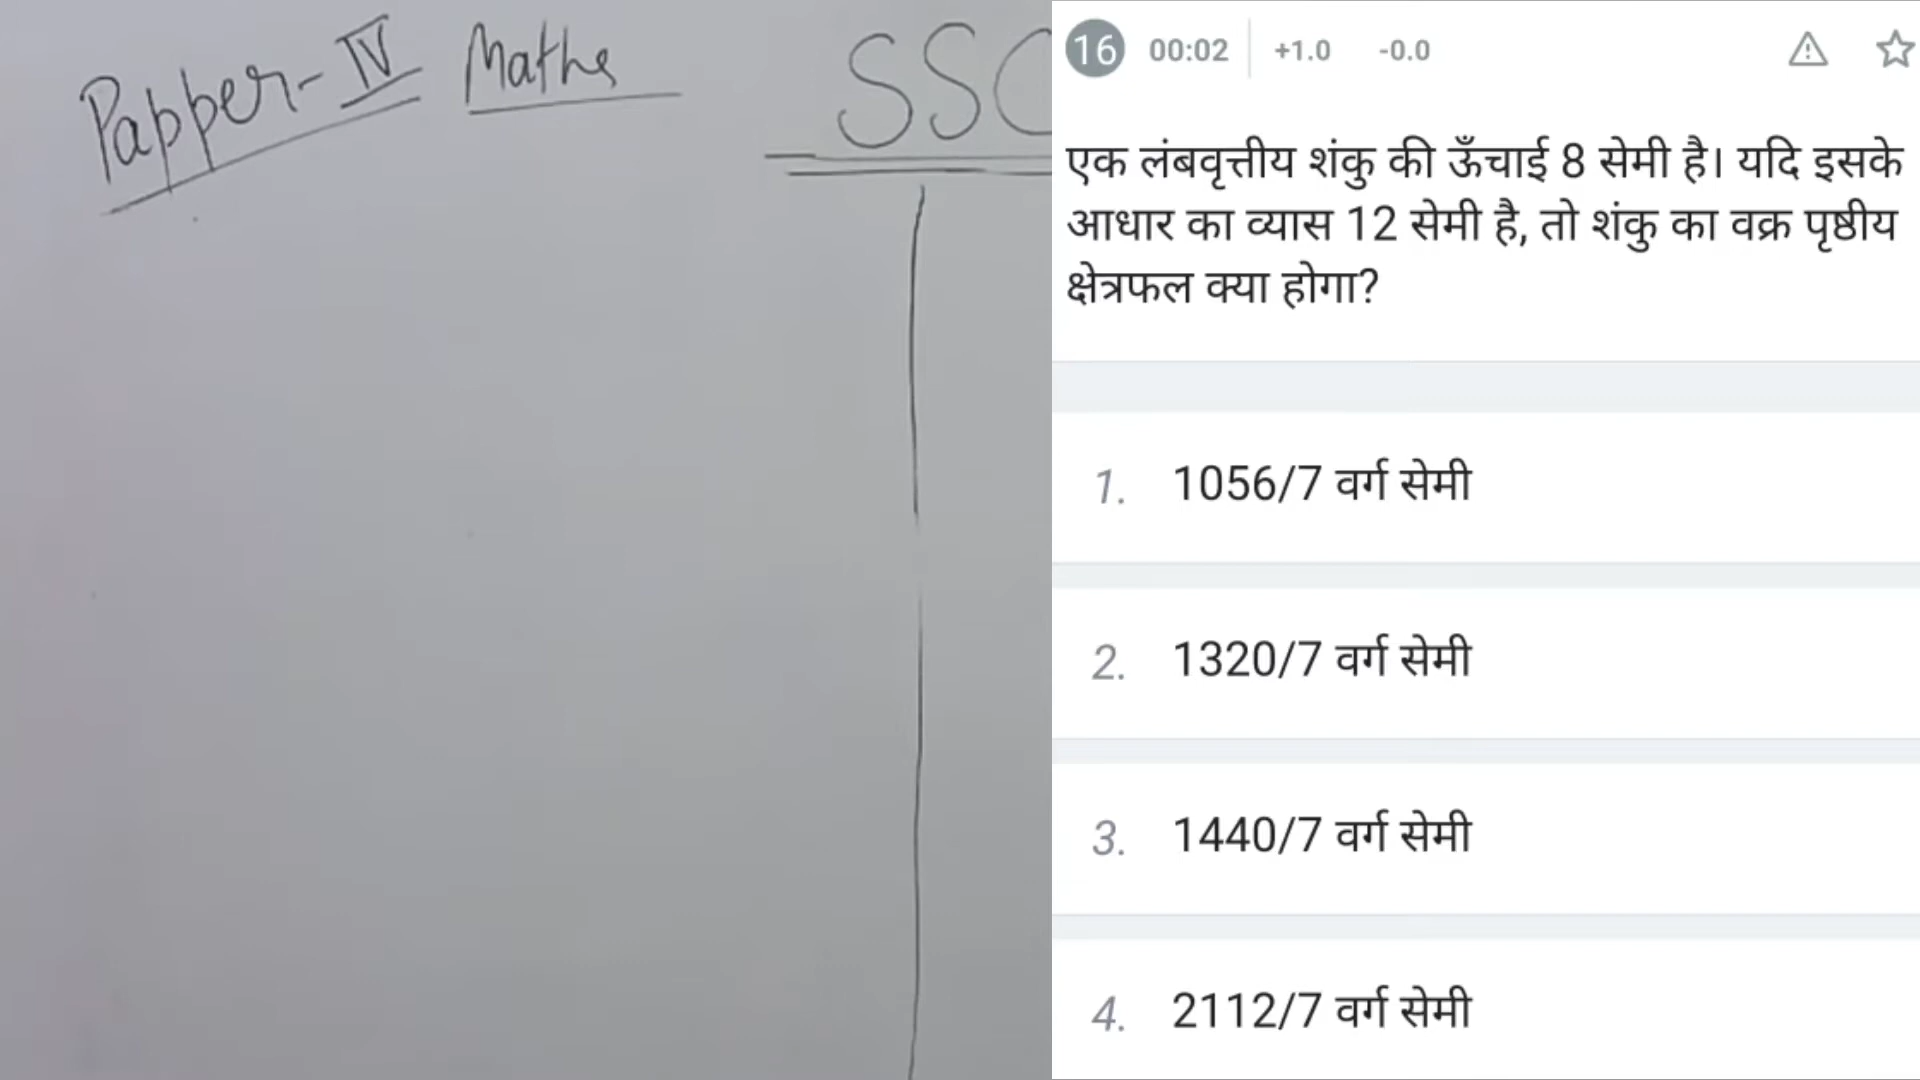 Papper-IV Maths
SSC
16 00:02 +1.0 -0.0
एक लंबवृत्तीय शंकु की ऊँचाई 8 सेमी है। यदि इसके
आधार का व्यास 12 सेमी है, तो शंकु का वक्र पृष्ठीय
क्षेत्रफल क्या होगा?
1. 1056/7 वर्ग सेमी
2. 1320/7 वर्ग सेमी
3. 1440/7 वर्ग सेमी
4. 2112/7 वर्ग सेमी